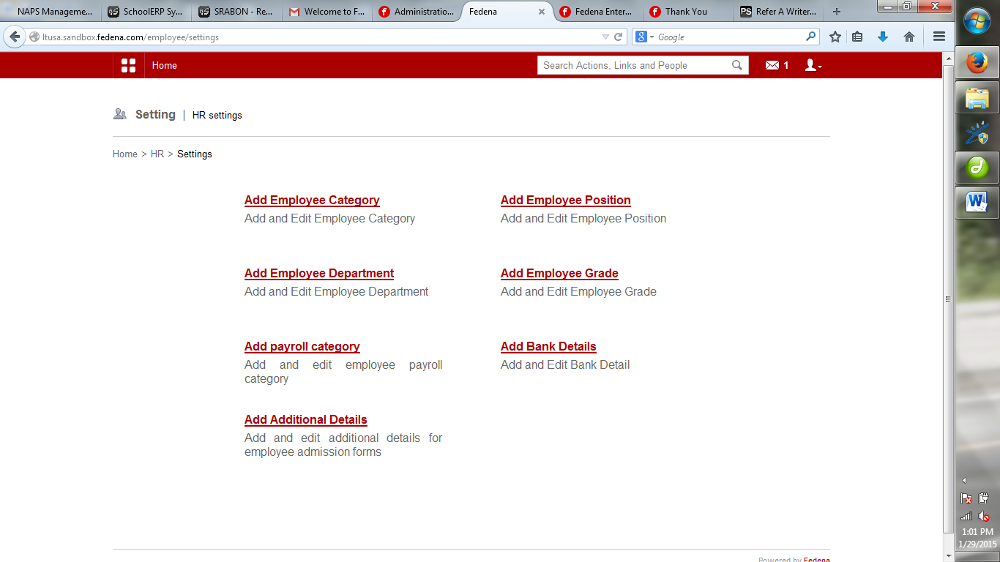 NAPS Manageme...
SchoolERP Sy...
SRABON - Re...
Welcome to F...
Administratio...
Fedena
Fedena Enter...
Thank You
PS Refer A Writer...
ltusa.sandbox.fedena.com/employee/settings
Google
Home
Search Actions, Links and People
1
Setting | HR settings
Home > HR > Settings
Add Employee Category
Add and Edit Employee Category
Add Employee Position
Add and Edit Employee Position
Add Employee Department
Add and Edit Employee Department
Add Employee Grade
Add and Edit Employee Grade
Add payroll category
Add and edit employee payroll
category
Add Bank Details
Add and Edit Bank Detail
Add Additional Details
Add and edit additional details for
employee admission forms
Powered by Fedena
1:01 PM
1/29/2015